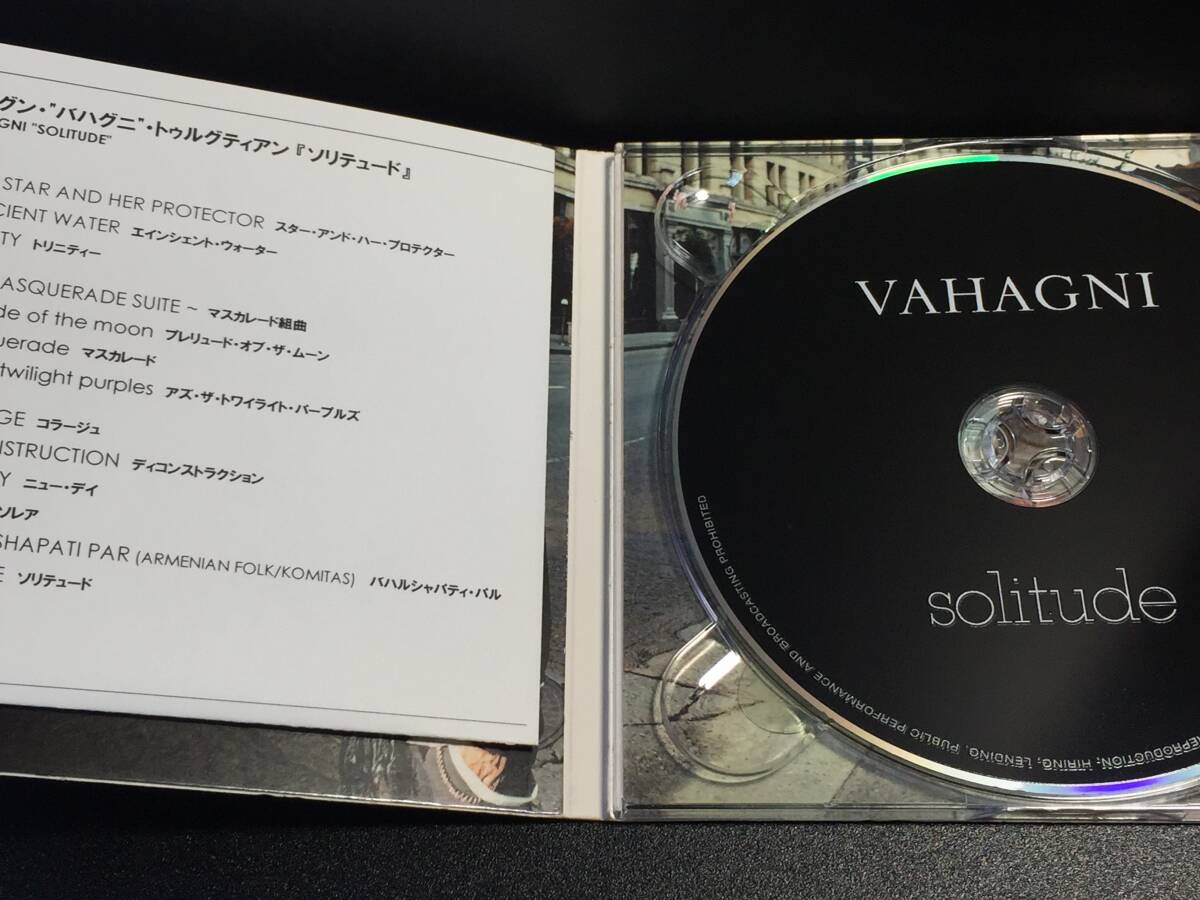 グン・"バハグニ"・トゥルグティアン『ソリテュード』
GNI "SOLITUDE"
STAR AND HER PROTECTOR スター・アンド・ハー・プロテクター
CIENT WATER エインシェント・ウォーター
TY トリニティー
ASQUERADE SUITE ~ マスカレード組曲
de of the moon プレリュード・オブ・ザ・ムーン
uerade マスカレード
twilight purples アズ・ザ・トワイライト・パープルズ
GE コラージュ
NSTRUCTION ディコンストラクション
Y ニュー・デイ
ソレア
SHAPATI PAR (ARMENIAN FOLK/KOMITAS) バハルシャパティ・パル
E ソリテュード
VAHAGNI
solitude
REPRODUCTION; HIRING, LENDING, PUBLIC PERFORMANCE AND BROADCASTING PROHIBITED